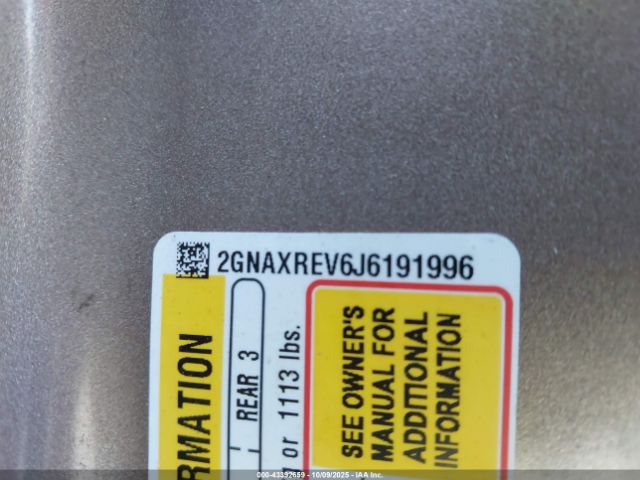 2GNAXREV6J6191996
RMATION
REAR 3
or 1113 lbs.
SEE OWNER'S
MANUAL FOR
ADDITIONAL
INFORMATION
000-43392659 - 10/09/2025 - IAA Inc.